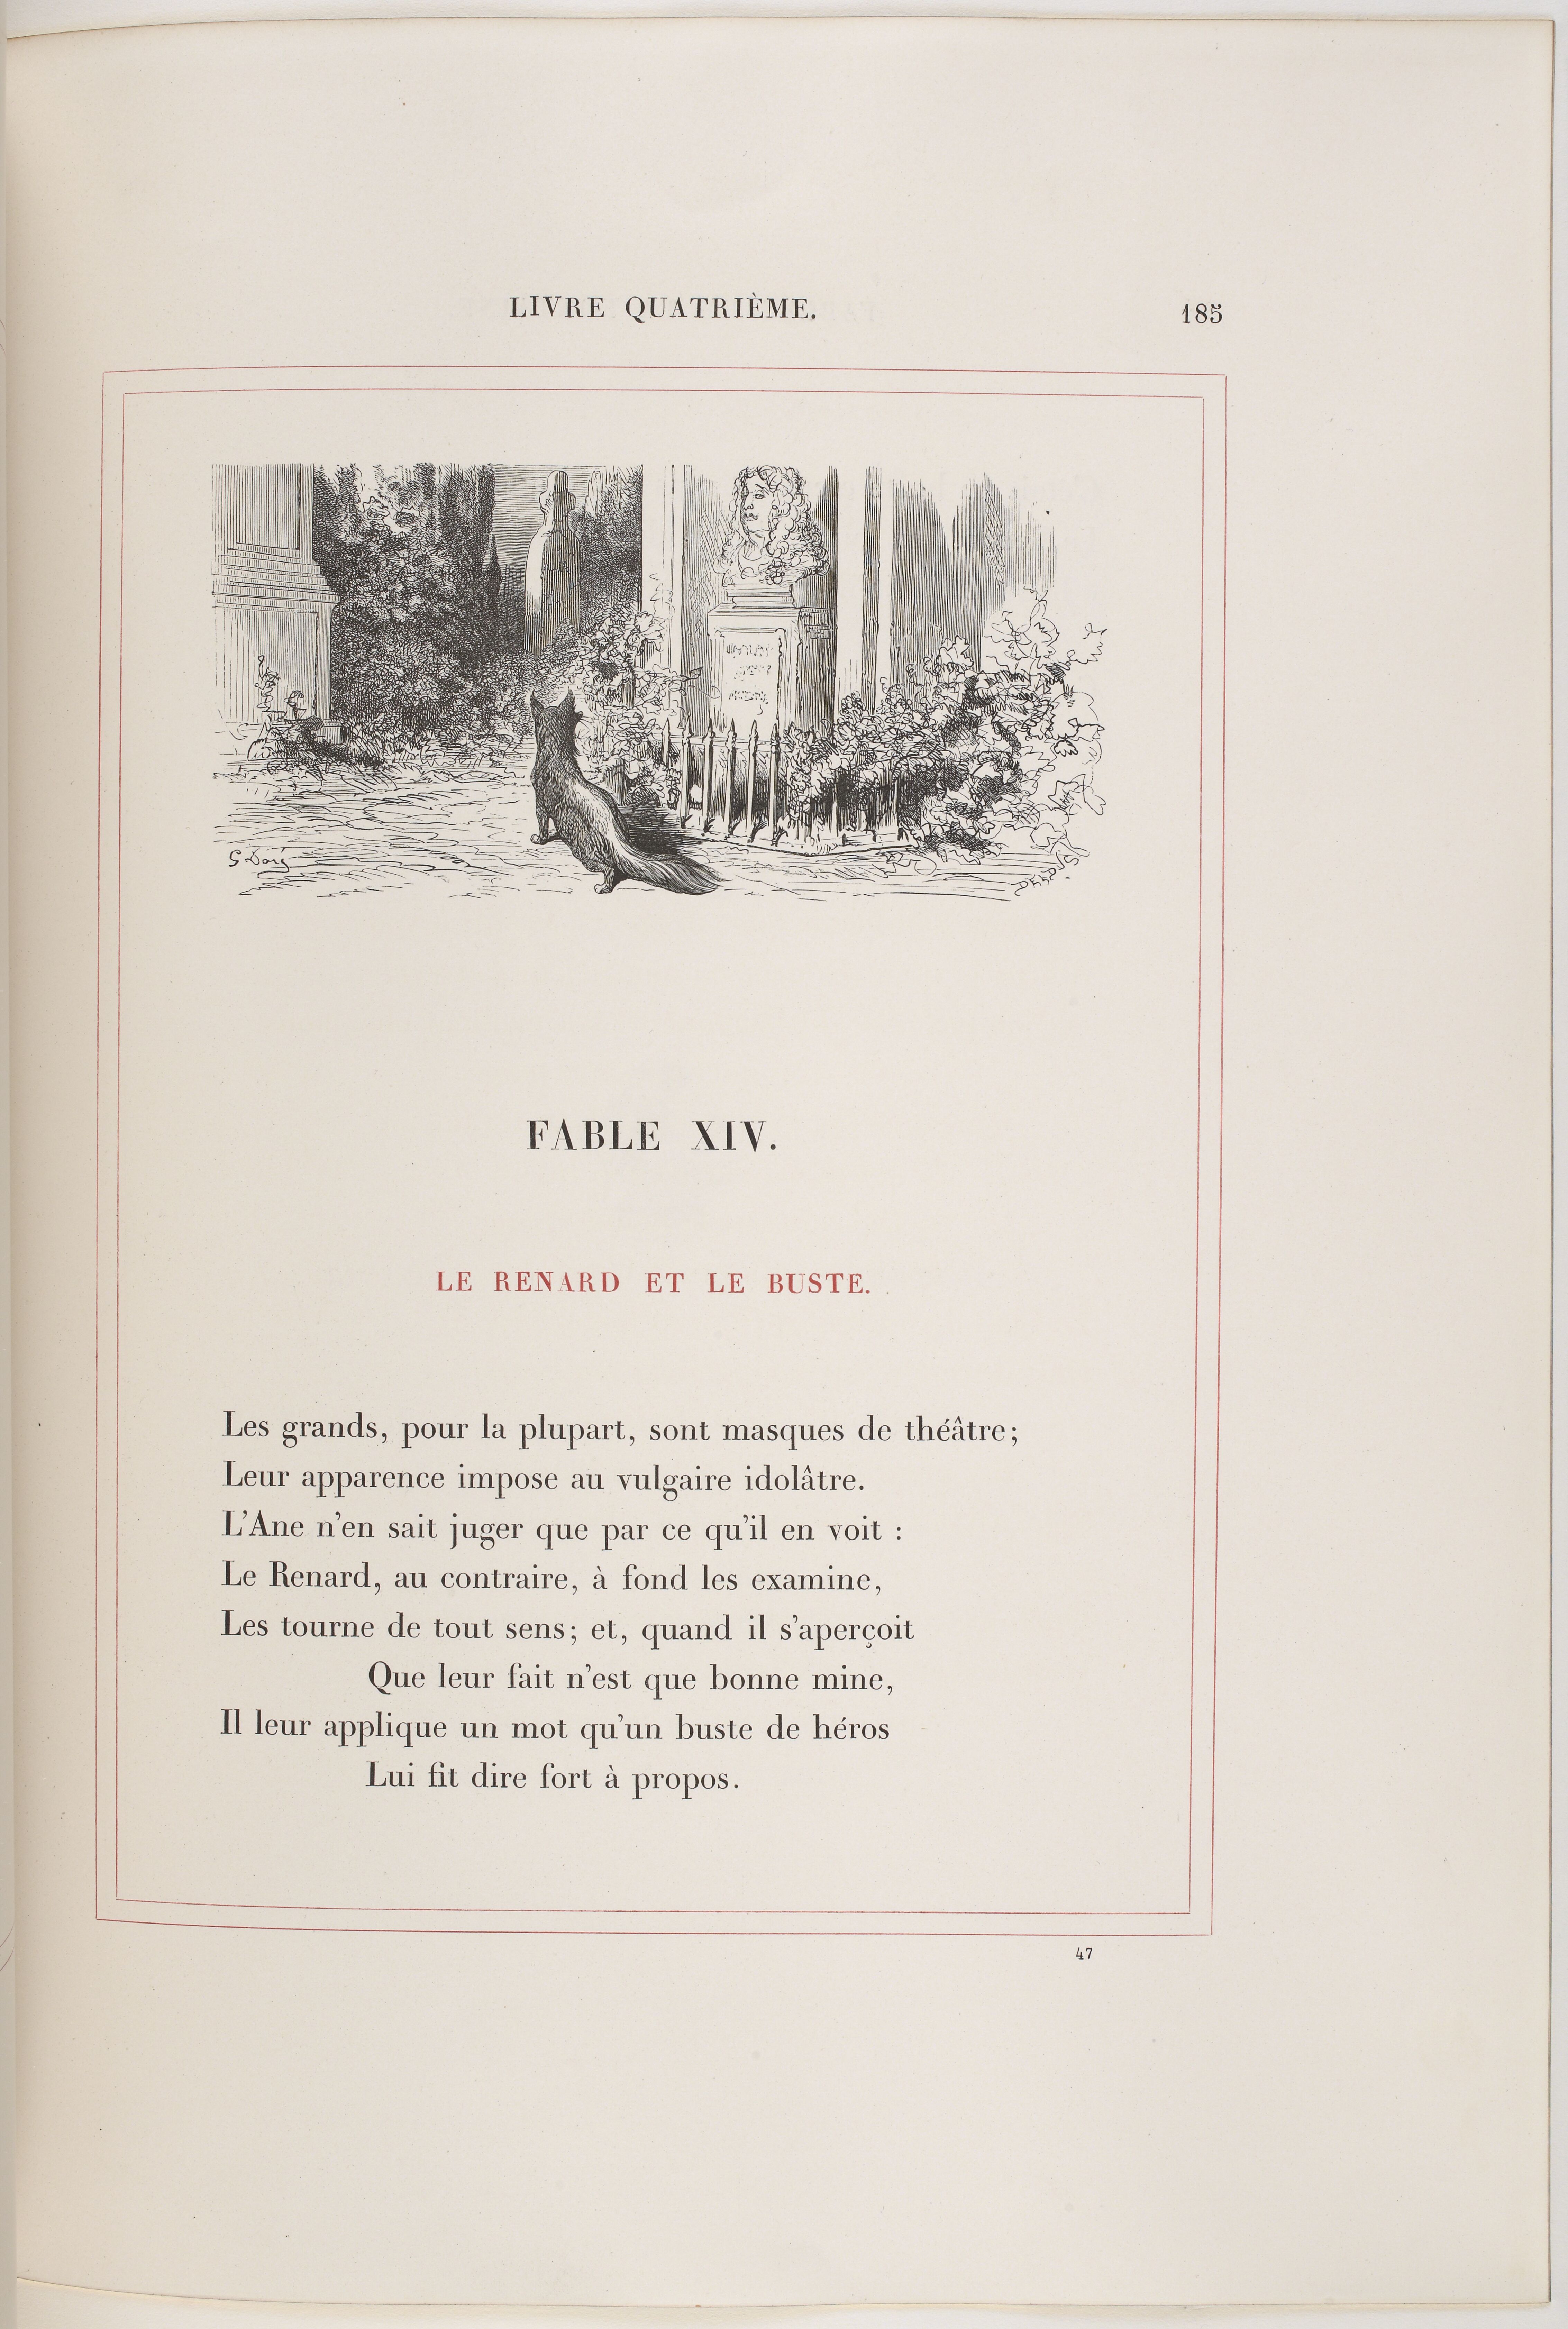 LIVRE QUATRIÈME.
185
G Doré
FABLE XIV.
LE RENARD ET LE BUSTE.
Les grands, pour la plupart, sont masques de théâtre;
Leur apparence impose au vulgaire idolâtre.
L'Ane n'en sait juger que par ce qu'il en voit :
Le Renard, au contraire, à fond les examine,
Les tourne de tout sens; et, quand il s'aperçoit
Que leur fait n'est que bonne mine,
Il leur applique un mot qu'un buste de héros
Lui fit dire fort à propos.
47